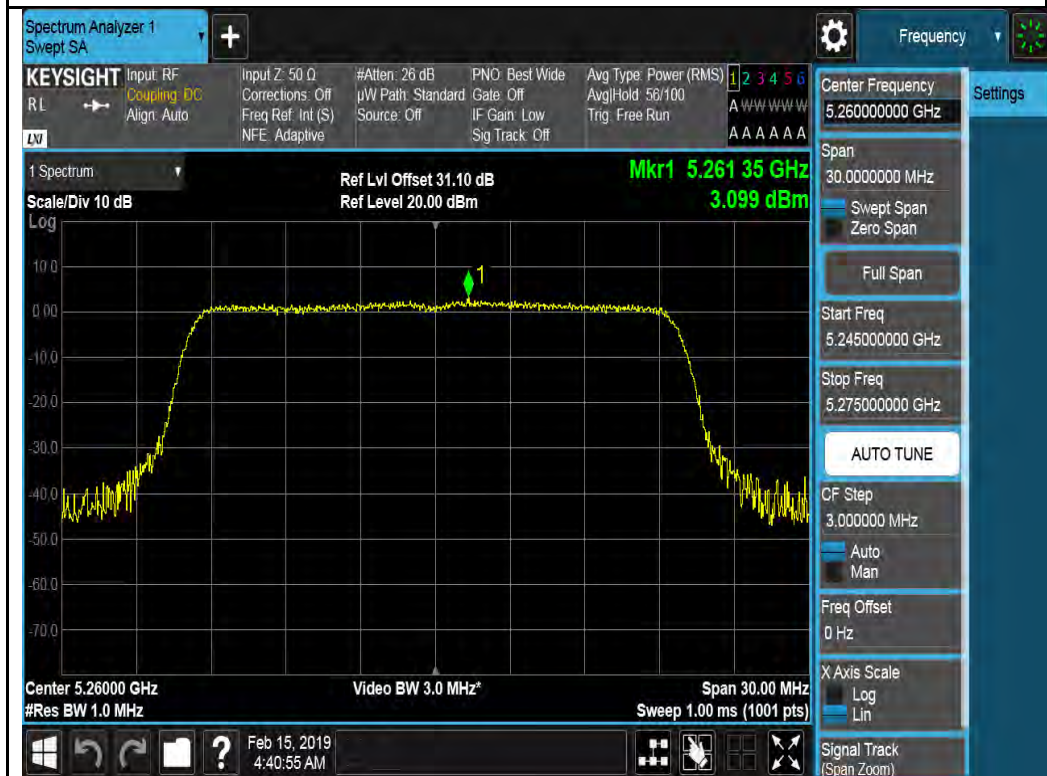 Spectrum Analyzer 1
Swept SA
+
Frequency
KEYSIGHT
RL
LXI
Input: RF
Coupling: DC
Align: Auto
Input Z: 50 Ω
Corrections: Off
Freq Ref: Int (S)
NFE: Adaptive
#Atten: 26 dB
µW Path: Standard
Source: Off
PNO: Best Wide
Gate: Off
IF Gain: Low
Sig Track: Off
Avg Type: Power (RMS)
Avg|Hold: 56/100
Trig: Free Run
1 2 3 4 5 6
A W W W W W
A A A A A A
1 Spectrum
Scale/Div 10 dB
Log
Ref Lvl Offset 31.10 dB
Ref Level 20.00 dBm
Mkr1 5.261 35 GHz
3.099 dBm
1
10.0
0.00
-10.0
-20.0
-30.0
-40.0
-50.0
-60.0
-70.0
Center 5.26000 GHz
#Res BW 1.0 MHz
Video BW 3.0 MHz*
Span 30.00 MHz
Sweep 1.00 ms (1001 pts)
?
Feb 15, 2019
4:40:55 AM
Center Frequency
5.260000000 GHz
Span
30.0000000 MHz
Swept Span
Zero Span
Full Span
Start Freq
5.245000000 GHz
Stop Freq
5.275000000 GHz
AUTO TUNE
CF Step
3.000000 MHz
Auto
Man
Freq Offset
0 Hz
X Axis Scale
Log
Lin
Signal Track
(Span Zoom)
Settings